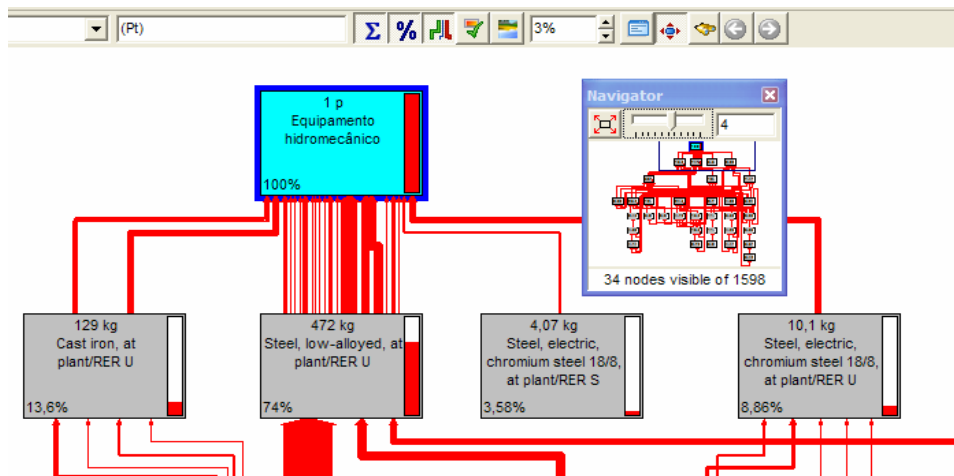 (Pt)
Σ
%
3%
Navigator
4
34 nodes visible of 1598
1 p
Equipamento
hidromecânico
100%
129 kg
Cast iron, at
plant/RER U
13,6%
472 kg
Steel, low-alloyed, at
plant/RER U
74%
4,07 kg
Steel, electric,
chromium steel 18/8,
at plant/RER S
3,58%
10,1 kg
Steel, electric,
chromium steel 18/8,
at plant/RER U
8,86%